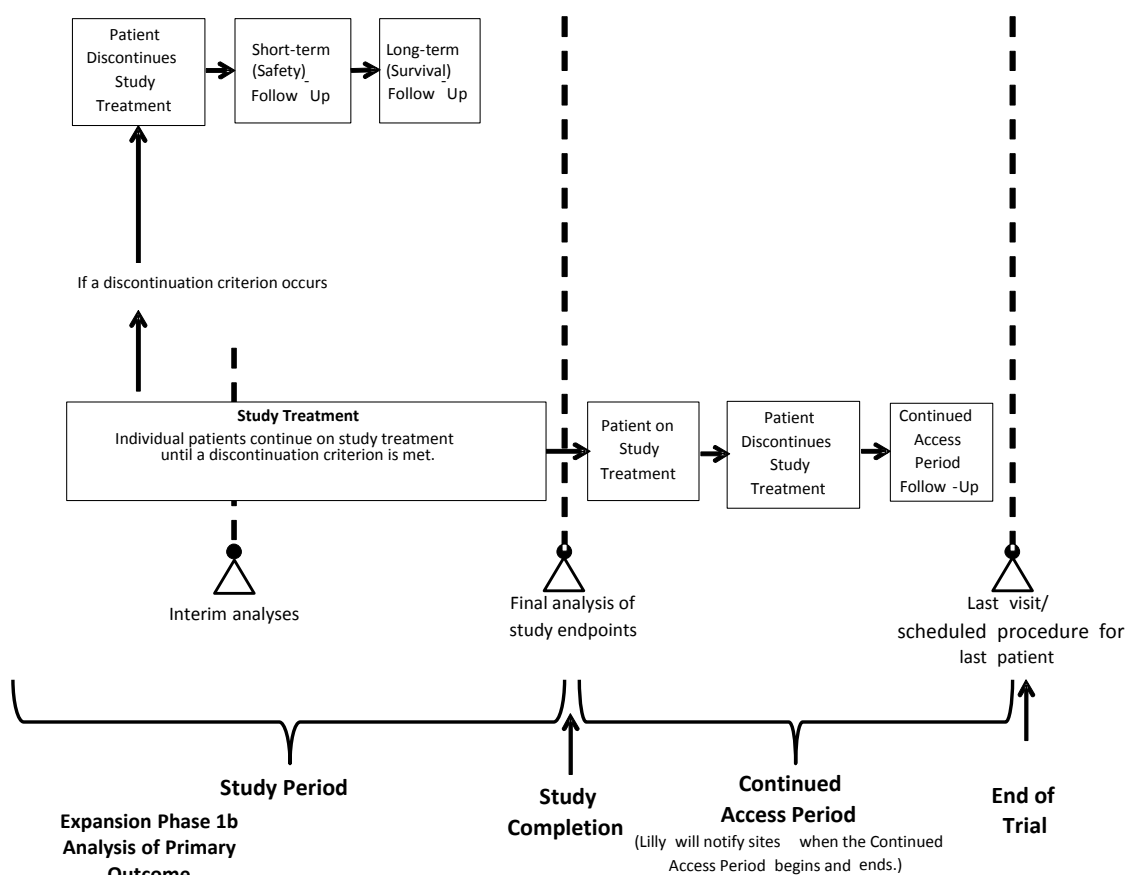 Patient
Discontinues
Study
Treatment
Short-term
(Safety)
Follow - Up
Long-term
(Survival)
Follow - Up
If a discontinuation criterion occurs
Study Treatment
Individual patients continue on study treatment
until a discontinuation criterion is met.
Patient on
Study
Treatment
Patient
Discontinues
Study
Treatment
Continued
Access
Period
Follow -Up
Interim analyses
Final analysis of
study endpoints
Last visit/
scheduled procedure for
last patient
Study Period
Expansion Phase 1b
Analysis of Primary
Outcome
Study
Completion
Continued
Access Period
(Lilly will notify sites when the Continued
Access Period begins and ends.)
End of
Trial